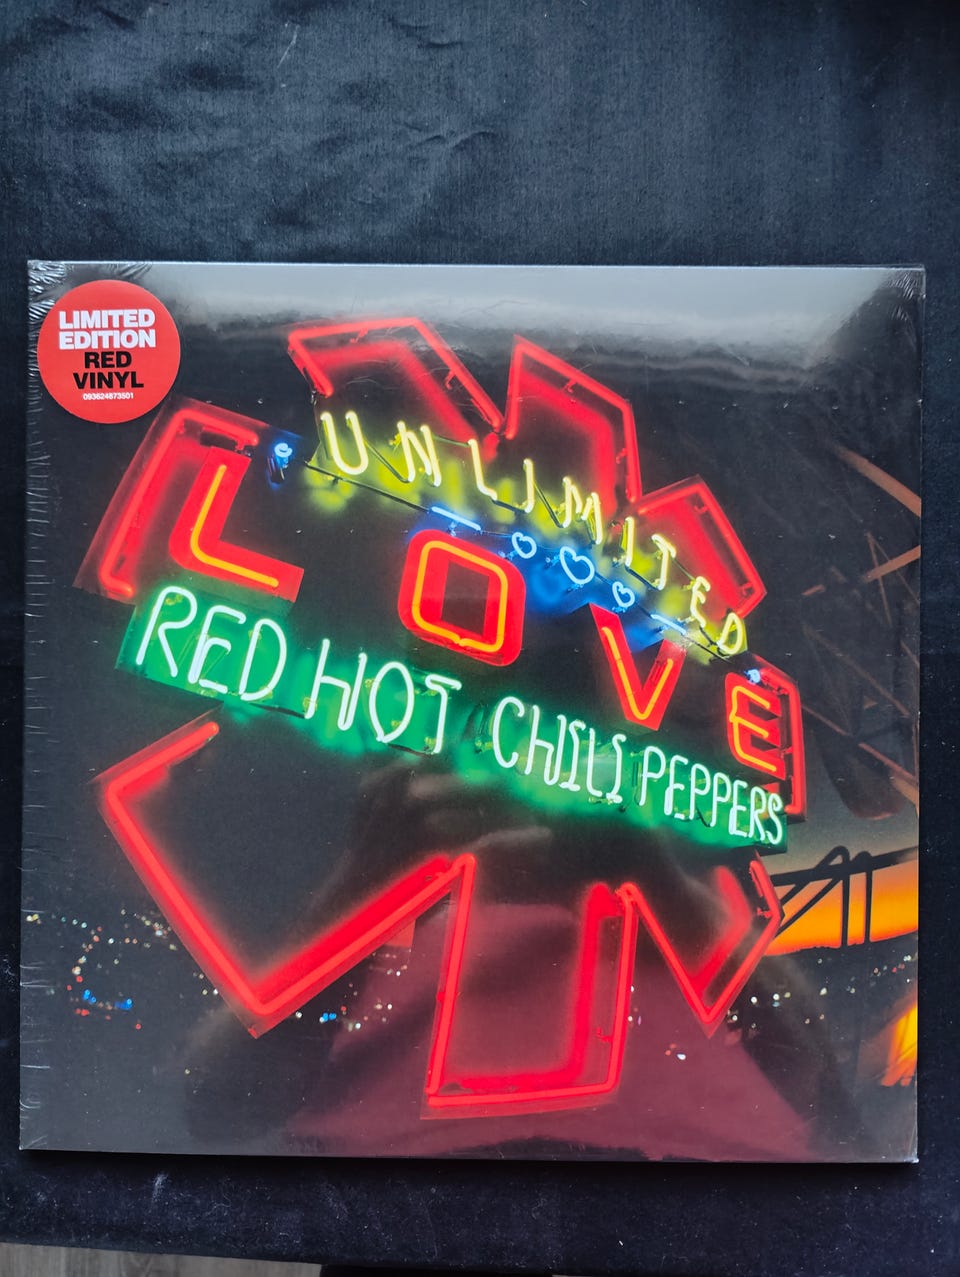 LIMITED
EDITION
RED
VINYL
093624873501
UNLIMITED
LOVE
RED HOT CHILI PEPPERS